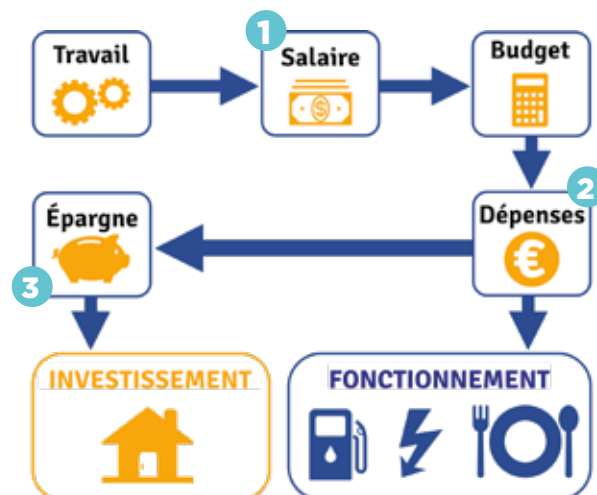 1
Travail
Salaire
$
Budget
2
Épargne
Dépenses
€
3
INVESTISSEMENT
FONCTIONNEMENT